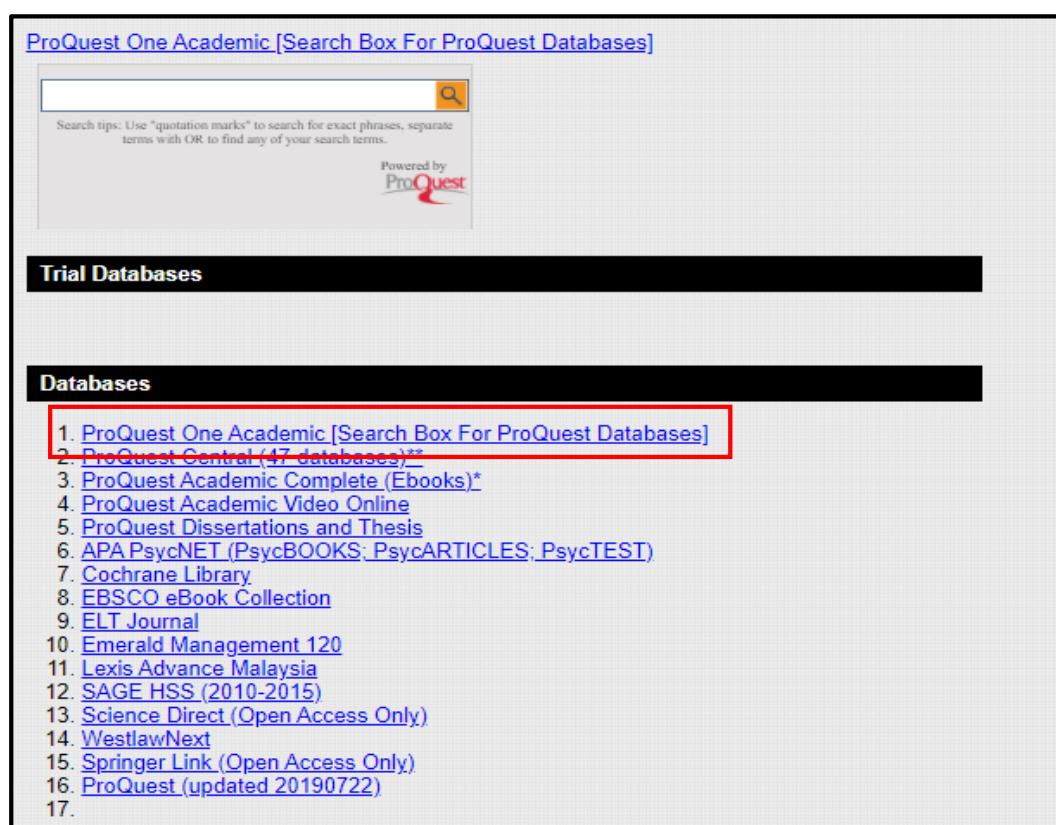 ProQuest One Academic [Search Box For ProQuest Databases]
Search tips: Use "quotation marks" to search for exact phrases, separate
terms with OR to find any of your search terms.
Powered by
ProQuest
Trial Databases
Databases
1. ProQuest One Academic [Search Box For ProQuest Databases]
2. ProQuest Central (47 databases)**
3. ProQuest Academic Complete (Ebooks)*
4. ProQuest Academic Video Online
5. ProQuest Dissertations and Thesis
6. APA PsycNET (PsycBOOKS; PsycARTICLES; PsycTEST)
7. Cochrane Library
8. EBSCO eBook Collection
9. ELT Journal
10. Emerald Management 120
11. Lexis Advance Malaysia
12. SAGE HSS (2010-2015)
13. Science Direct (Open Access Only)
14. WestlawNext
15. Springer Link (Open Access Only)
16. ProQuest (updated 20190722)
17.